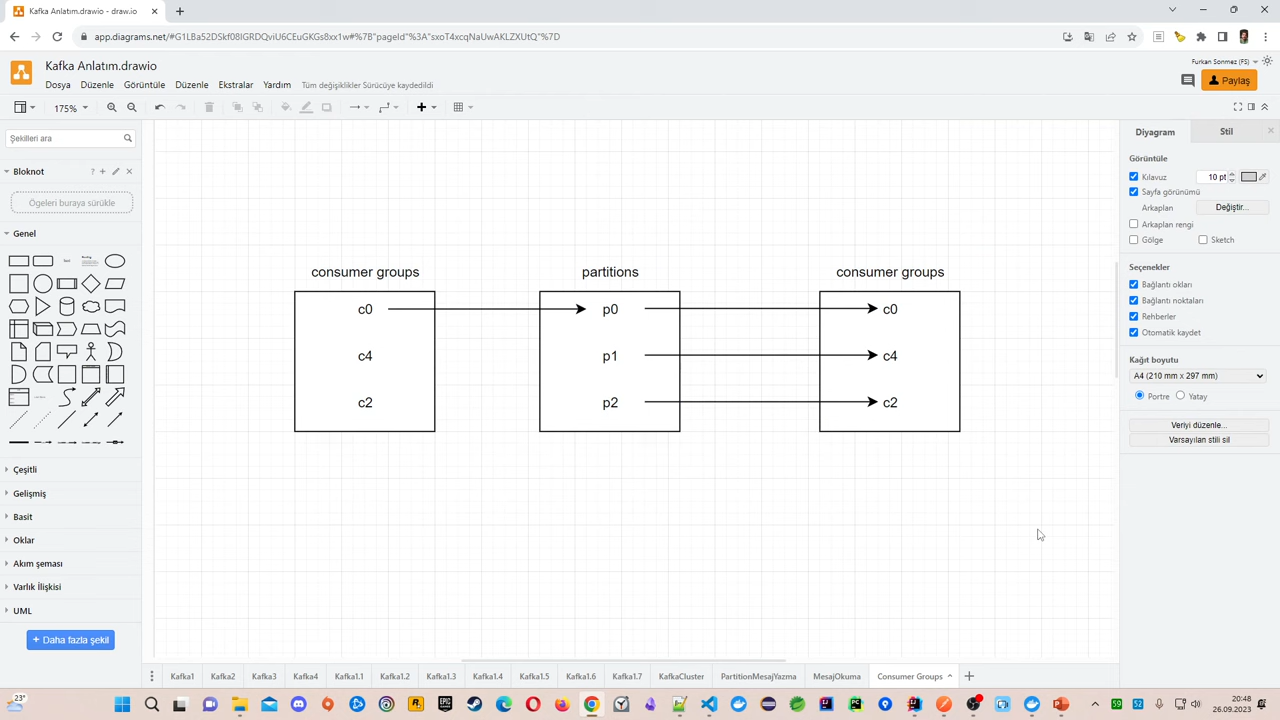 Kafka Anlatım.drawio - draw.io
app.diagrams.net/#G1LBa52DSkf08IGRDQviU6CEuGKGs8xx1w#%7B"pageId"%3A"sxoT4xcqNaUwAKLZXUtQ"%7D
Kafka Anlatım.drawio
Furkan Sonmez (FS)
Dosya Düzenle Görüntüle Düzenle Ekstralar Yardım Tüm değişiklikler Sürücüye kaydedildi
Paylaş
175%
Şekilleri ara
Bloknot
Ögeleri buraya sürükle
Genel
Çeşitli
Gelişmiş
Basit
Oklar
Akım şeması
Varlık İlişkisi
UML
+ Daha fazla şekil
consumer groups
c0
c4
c2
partitions
p0
p1
p2
consumer groups
c0
c4
c2
Diyagram Stil
Görüntüle
Kılavuz 10 pt
Sayfa görünümü
Arkaplan Değiştir...
Arkaplan rengi
Gölge Sketch
Seçenekler
Bağlantı okları
Bağlantı noktaları
Rehberler
Otomatik kaydet
Kağıt boyutu
A4 (210 mm x 297 mm)
Portre Yatay
Veriyi düzenle...
Varsayılan stili sil
Kafka1 Kafka2 Kafka3 Kafka4 Kafka1.1 Kafka1.2 Kafka1.3 Kafka1.4 Kafka1.5 Kafka1.6 Kafka1.7 KafkaCluster PartitionMesajYazma MesajOkuma Consumer Groups
23°
59 52
20:48
26.09.2023